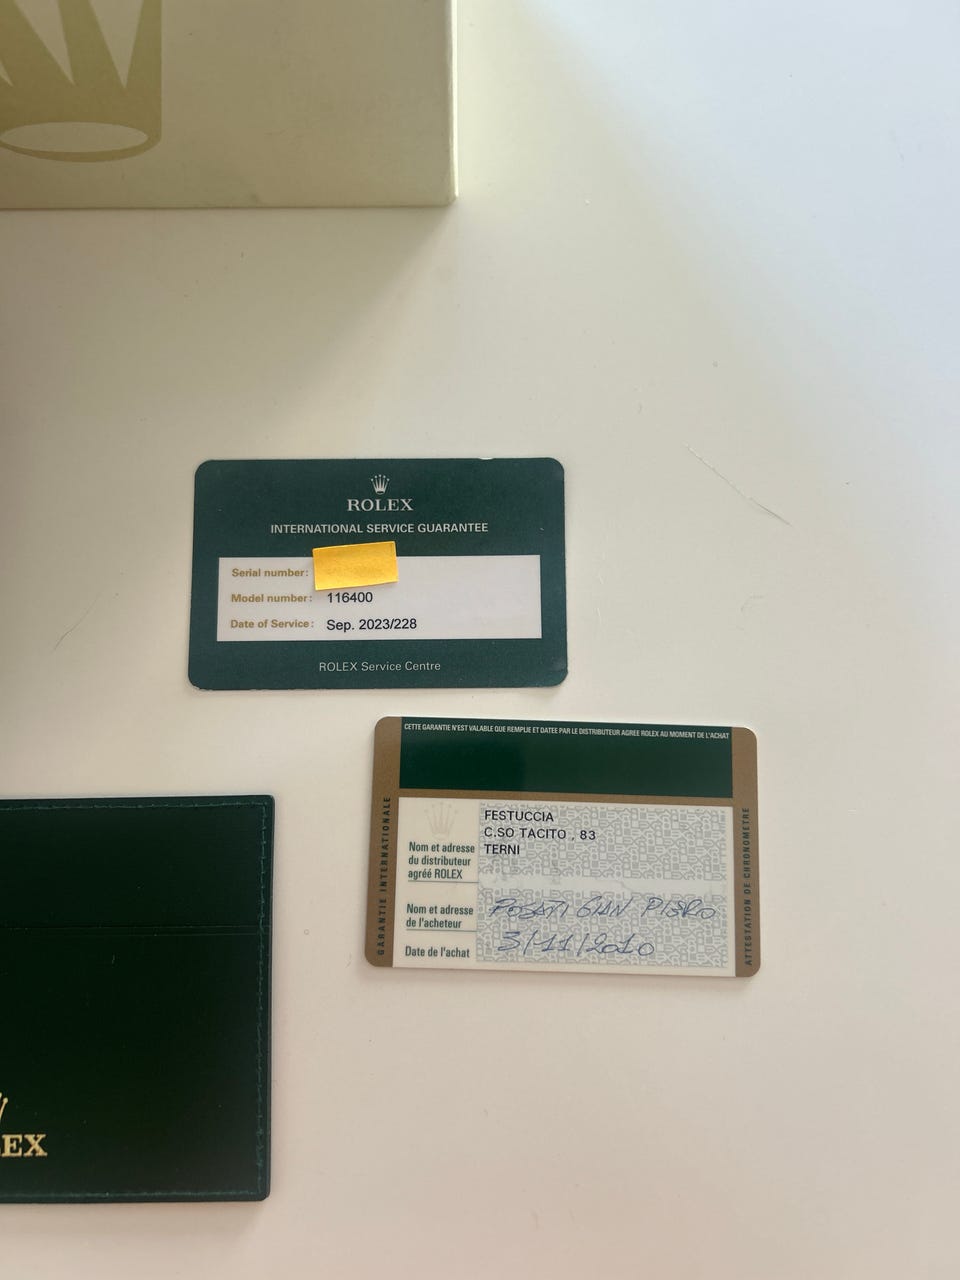 ROLEX
INTERNATIONAL SERVICE GUARANTEE
Serial number:
Model number: 116400
Date of Service: Sep. 2023/228
ROLEX Service Centre
CETTE GARANTIE N'EST VALABLE QUE REMPLIE ET DATEE PAR LE DISTRIBUTEUR AGREE ROLEX AU MOMENT DE L'ACHAT
GARANTIE INTERNATIONALE
FESTUCCIA
C.SO TACITO , 83
TERNI
Nom et adresse
du distributeur
agréé ROLEX
Nom et adresse
de l'acheteur
POSATI GIAN PIERO
Date de l'achat
3/11/2010
ATTESTATION DE CHRONOMETRE
LEX